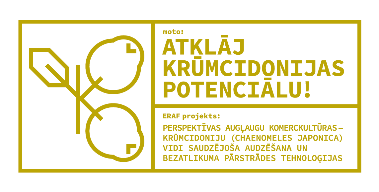 moto:
ATKLĀJ
KRŪMCIDONIJAS
POTENCIĀLU!
ERAF projekts:
PERSPEKTĪVAS AUGĻAUGU KOMERCKULTŪRAS–
KRŪMCIDONIJU (CHAENOMELES JAPONICA)
VIDI SAUDZĒJOŠA AUDZĒŠANA UN
BEZATLIKUMA PĀRSTRĀDES TEHNOLOĢIJAS